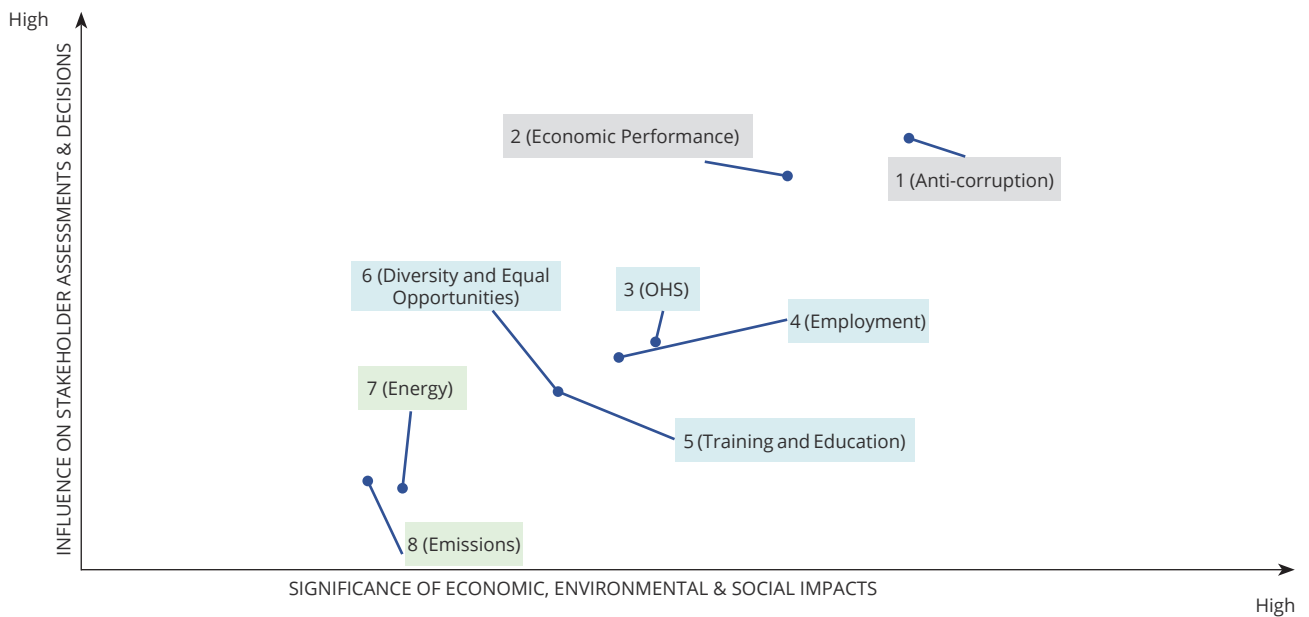 High
INFLUENCE ON STAKEHOLDER ASSESSMENTS & DECISIONS
2 (Economic Performance)
1 (Anti-corruption)
6 (Diversity and Equal
Opportunities)
3 (OHS)
4 (Employment)
7 (Energy)
5 (Training and Education)
8 (Emissions)
SIGNIFICANCE OF ECONOMIC, ENVIRONMENTAL & SOCIAL IMPACTS
High